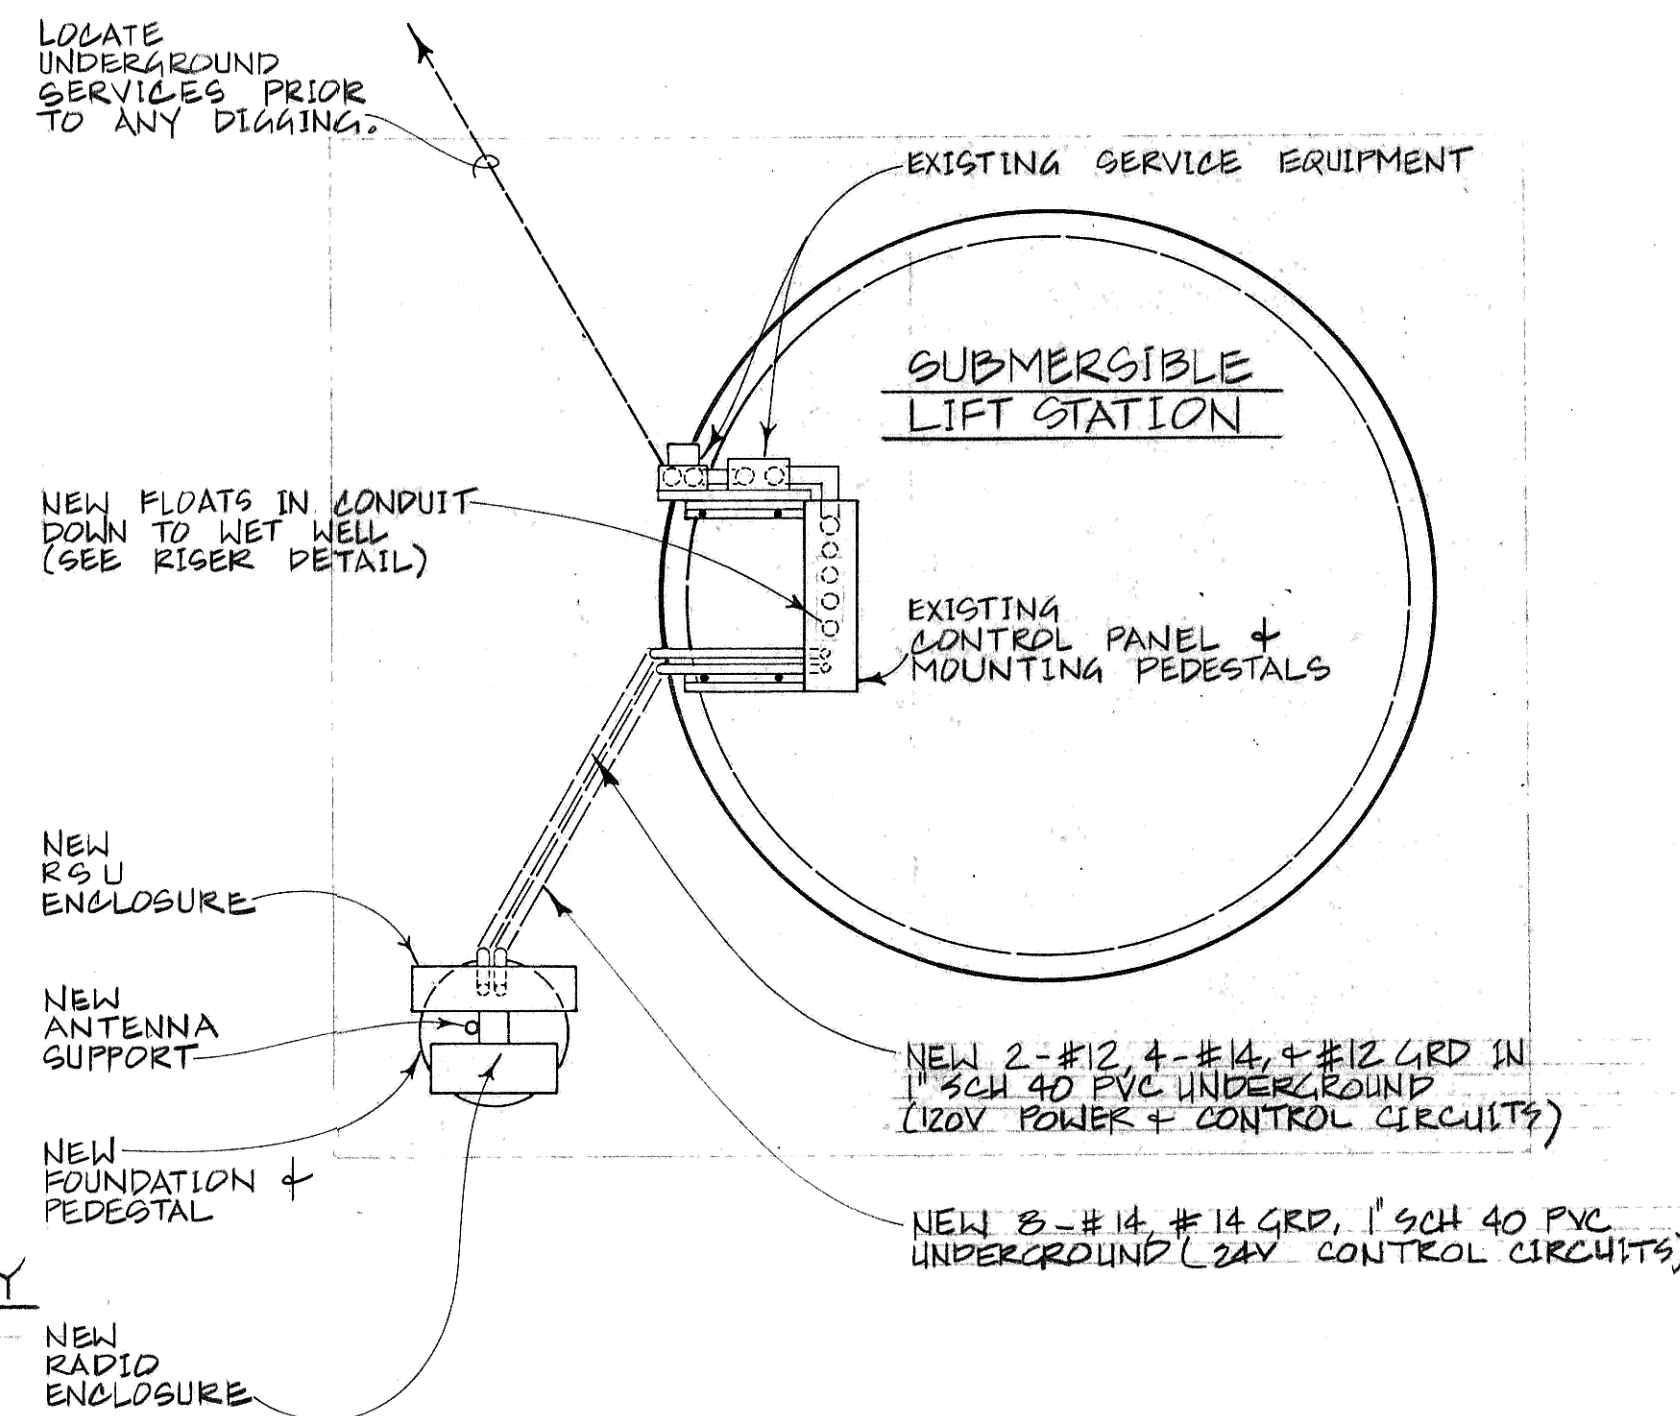 LOCATE
UNDERGROUND
SERVICES PRIOR
TO ANY DIGGING.
EXISTING SERVICE EQUIPMENT
SUBMERSIBLE
LIFT STATION
NEW FLOATS IN CONDUIT
DOWN TO WET WELL
(SEE RISER DETAIL)
EXISTING
CONTROL PANEL &
MOUNTING PEDESTALS
NEW
RSU
ENCLOSURE
NEW
ANTENNA
SUPPORT
NEW 2-#12, 4-#14, & #12 GRD IN
1" SCH 40 PVC UNDERGROUND
(120V POWER & CONTROL CIRCUITS)
NEW
FOUNDATION &
PEDESTAL
NEW 8-#14, #14 GRD, 1" SCH 40 PVC
UNDERGROUND (24V CONTROL CIRCUITS)
Y
NEW
RADIO
ENCLOSURE